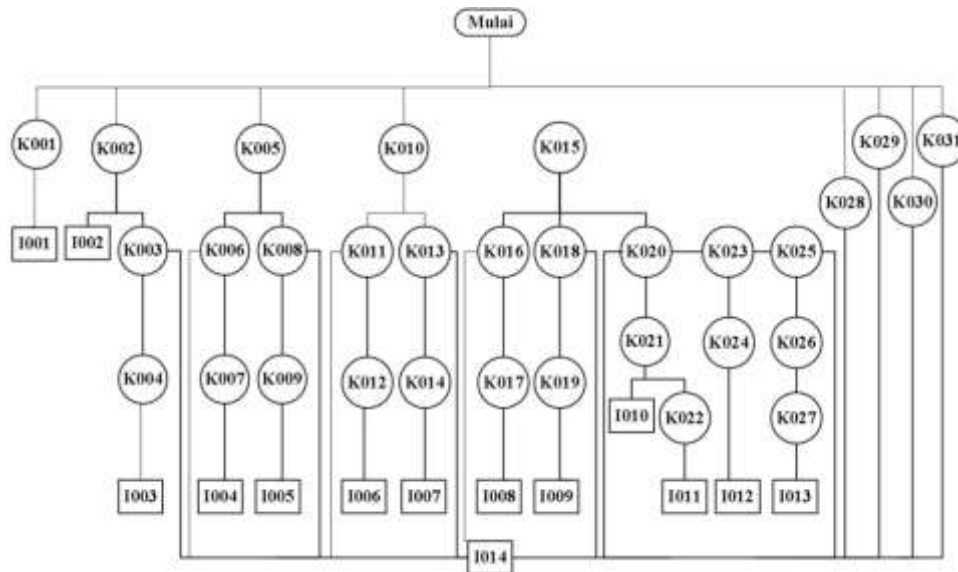 Mulai
K001 K002 K005 K010 K015 K029 K031
K028 K030
I001 I002 K003 K006 K008 K011 K013 K016 K018 K020 K023 K025
K021 K024 K026
K004 K007 K009 K012 K014 K017 K019
I010 K022 K027
I003 I004 I005 I006 I007 I008 I009 I011 I012 I013
I014